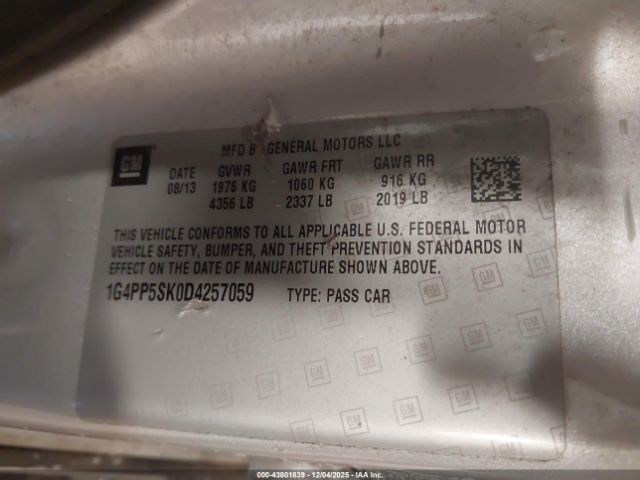 MFD B GENERAL MOTORS LLC
GM
DATE GVWR GAWR FRT GAWR RR
08/13 1976 KG 1060 KG 916 KG
4356 LB 2337 LB 2019 LB
THIS VEHICLE CONFORMS TO ALL APPLICABLE U.S. FEDERAL MOTOR
VEHICLE SAFETY, BUMPER, AND THEFT PREVENTION STANDARDS IN
EFFECT ON THE DATE OF MANUFACTURE SHOWN ABOVE.
1G4PP5SK0D4257059 TYPE: PASS CAR
000-43801839 - 12/04/2025 - IAA Inc.